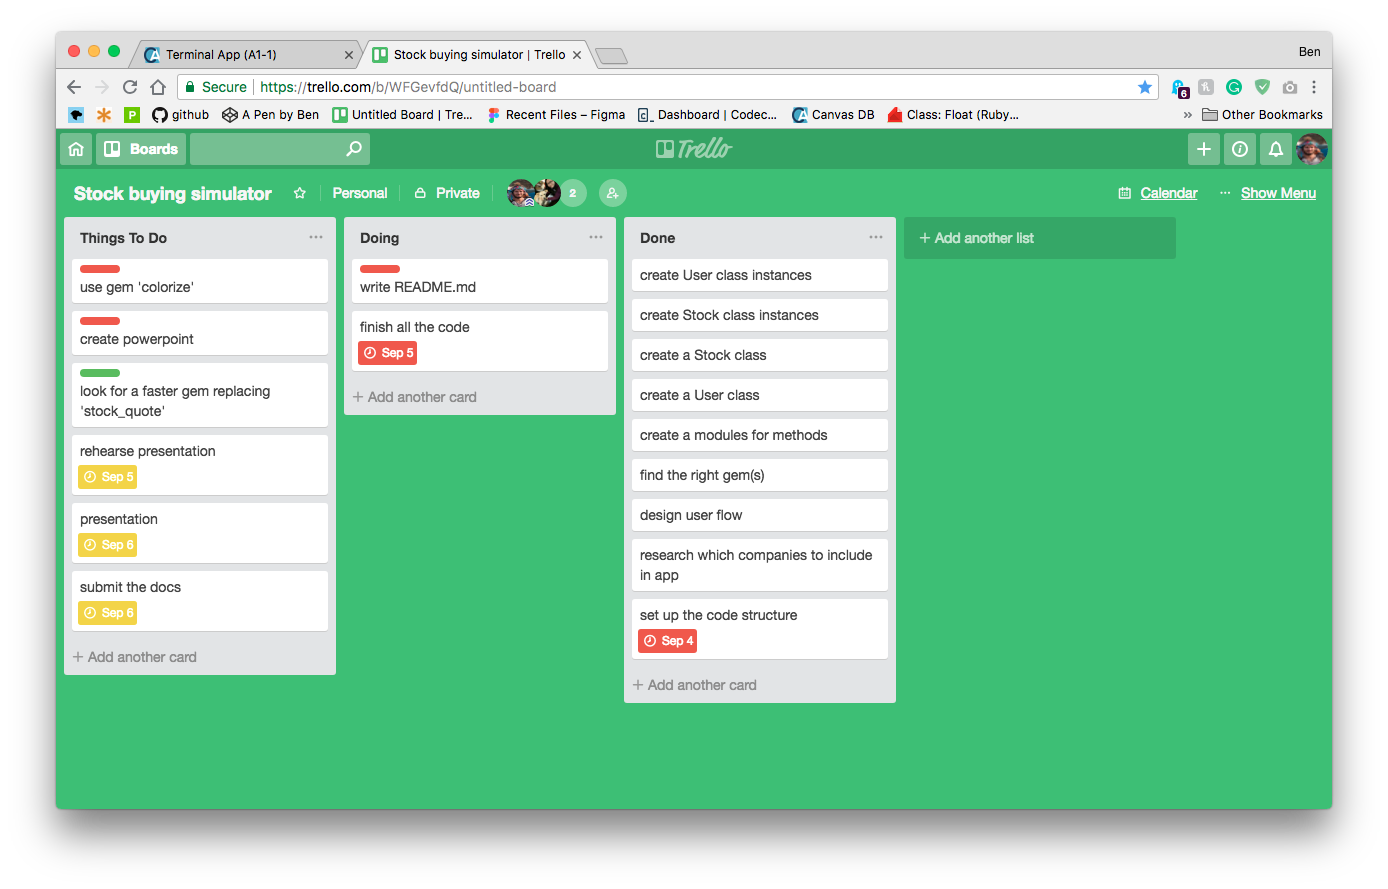 Terminal App (A1-1)
Stock buying simulator | Trello
Ben
Secure
https://trello.com/b/WFGevfdQ/untitled-board
6
P
github
A Pen by Ben
Untitled Board | Tre...
Recent Files – Figma
Dashboard | Codec...
Canvas DB
Class: Float (Ruby...
»
Other Bookmarks
Boards
Trello
Stock buying simulator
Personal
Private
2
Calendar
Show Menu
Things To Do
use gem 'colorize'
create powerpoint
look for a faster gem replacing
'stock_quote'
rehearse presentation
Sep 5
presentation
Sep 6
submit the docs
Sep 6
+ Add another card
Doing
write README.md
finish all the code
Sep 5
+ Add another card
Done
create User class instances
create Stock class instances
create a Stock class
create a User class
create a modules for methods
find the right gem(s)
design user flow
research which companies to include
in app
set up the code structure
Sep 4
+ Add another card
+ Add another list